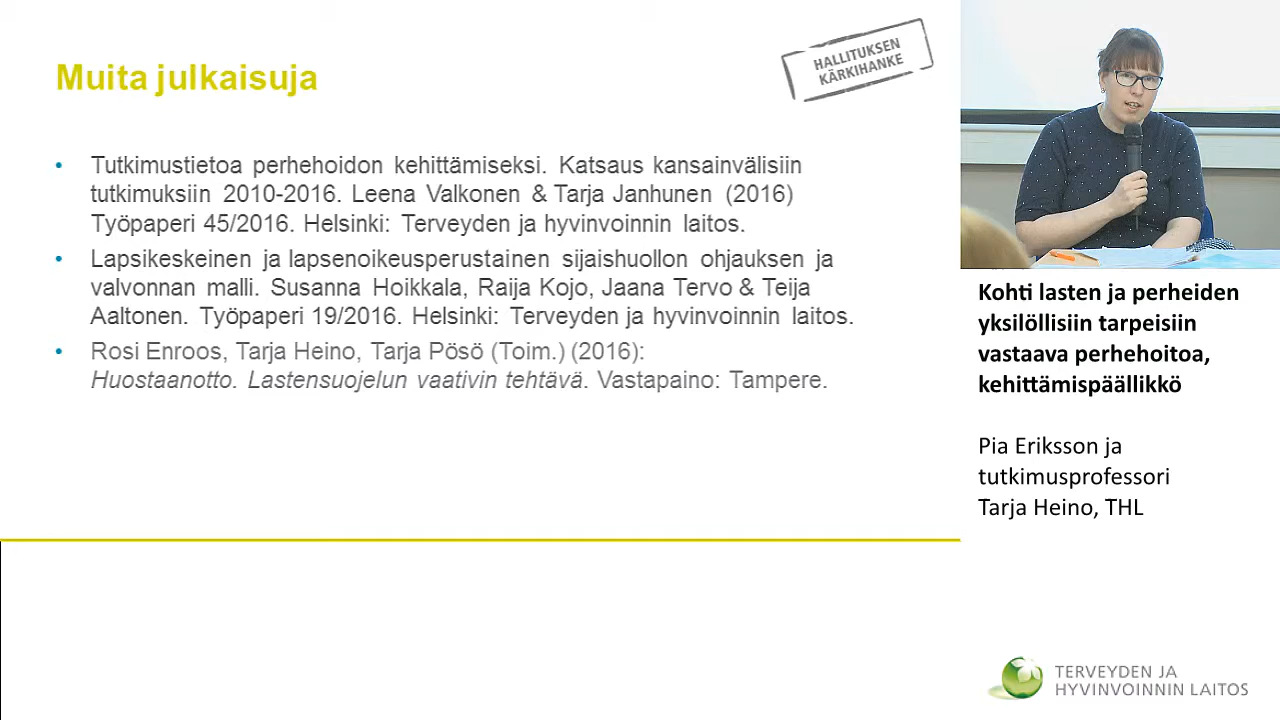 Muita julkaisuja
HALLITUKSEN
KÄRKIHANKE
• Tutkimustietoa perhehoidon kehittämiseksi. Katsaus kansainvälisiin
tutkimuksiin 2010-2016. Leena Valkonen & Tarja Janhunen (2016)
Työpaperi 45/2016. Helsinki: Terveyden ja hyvinvoinnin laitos.
• Lapsikeskeinen ja lapsenoikeusperustainen sijaishuollon ohjauksen ja
valvonnan malli. Susanna Hoikkala, Raija Kojo, Jaana Tervo & Teija
Aaltonen. Työpaperi 19/2016. Helsinki: Terveyden ja hyvinvoinnin laitos.
• Rosi Enroos, Tarja Heino, Tarja Pösö (Toim.) (2016):
Huostaanotto. Lastensuojelun vaativin tehtävä. Vastapaino: Tampere.
Kohti lasten ja perheiden
yksilöllisiin tarpeisiin
vastaava perhehoitoa,
kehittämispäällikkö
Pia Eriksson ja
tutkimusprofessori
Tarja Heino, THL
TERVEYDEN JA
HYVINVOINNIN LAITOS